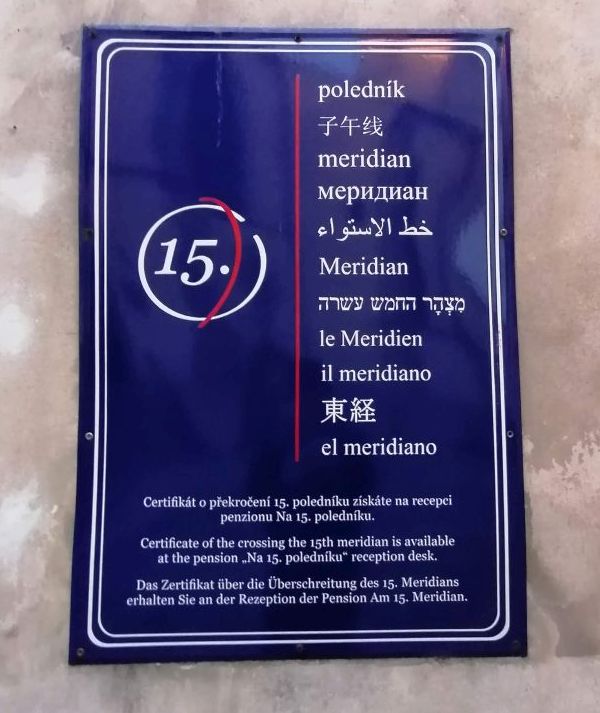 15.
poledník
子午线
meridian
меридиан
خط الاستواء
Meridian
מִצְהָר החמש עשרה
le Meridien
il meridiano
東経
el meridiano
Certifikát o překročení 15. poledníku získáte na recepci
penzionu Na 15. poledníku.
Certificate of the crossing the 15th meridian is available
at the pension „Na 15. poledníku“ reception desk.
Das Zertifikat über die Überschreitung des 15. Meridians
erhalten Sie an der Rezeption der Pension Am 15. Meridian.